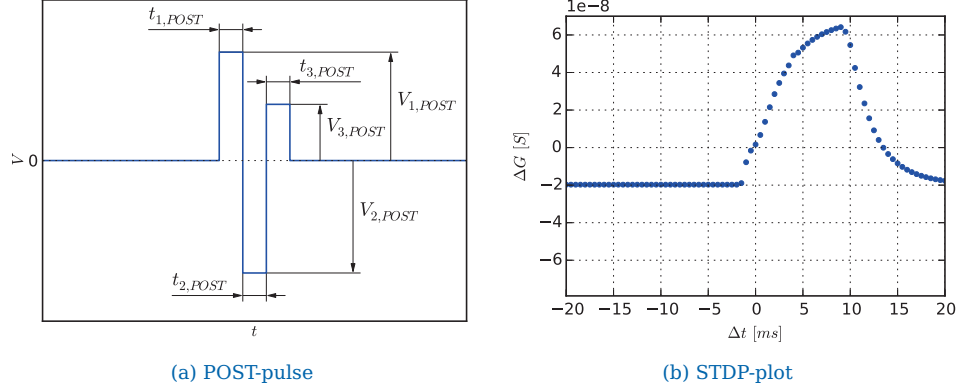 t1,POST
t3,POST
V1,POST
V3,POST
V 0
V2,POST
t2,POST
t
(a) POST-pulse
1e−8
6
4
2
0
−2
−4
−6
ΔG [S]
−20 −15 −10 −5 0 5 10 15 20
Δt [ms]
(b) STDP-plot